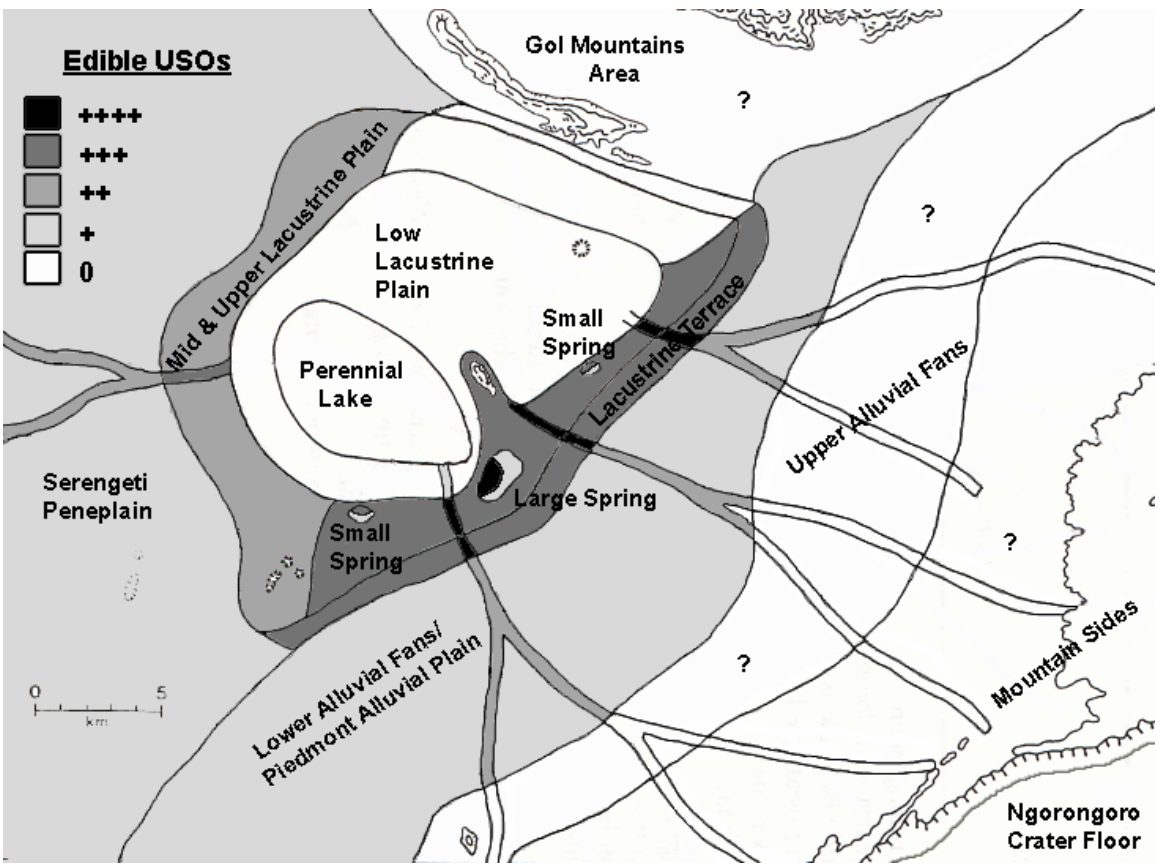 Edible USOs
++++
+++
++
+
0
Gol Mountains
Area
?
?
Mid & Upper Lacustrine Plain
Low
Lacustrine
Plain
Small
Spring
Lacustrine Terrace
Perennial
Lake
Upper Alluvial Fans
Serengeti
Peneplain
Large Spring
Small
Spring
?
Mountain Sides
?
Lower Alluvial Fans/
Piedmont Alluvial Plain
0 5
km
Ngorongoro
Crater Floor